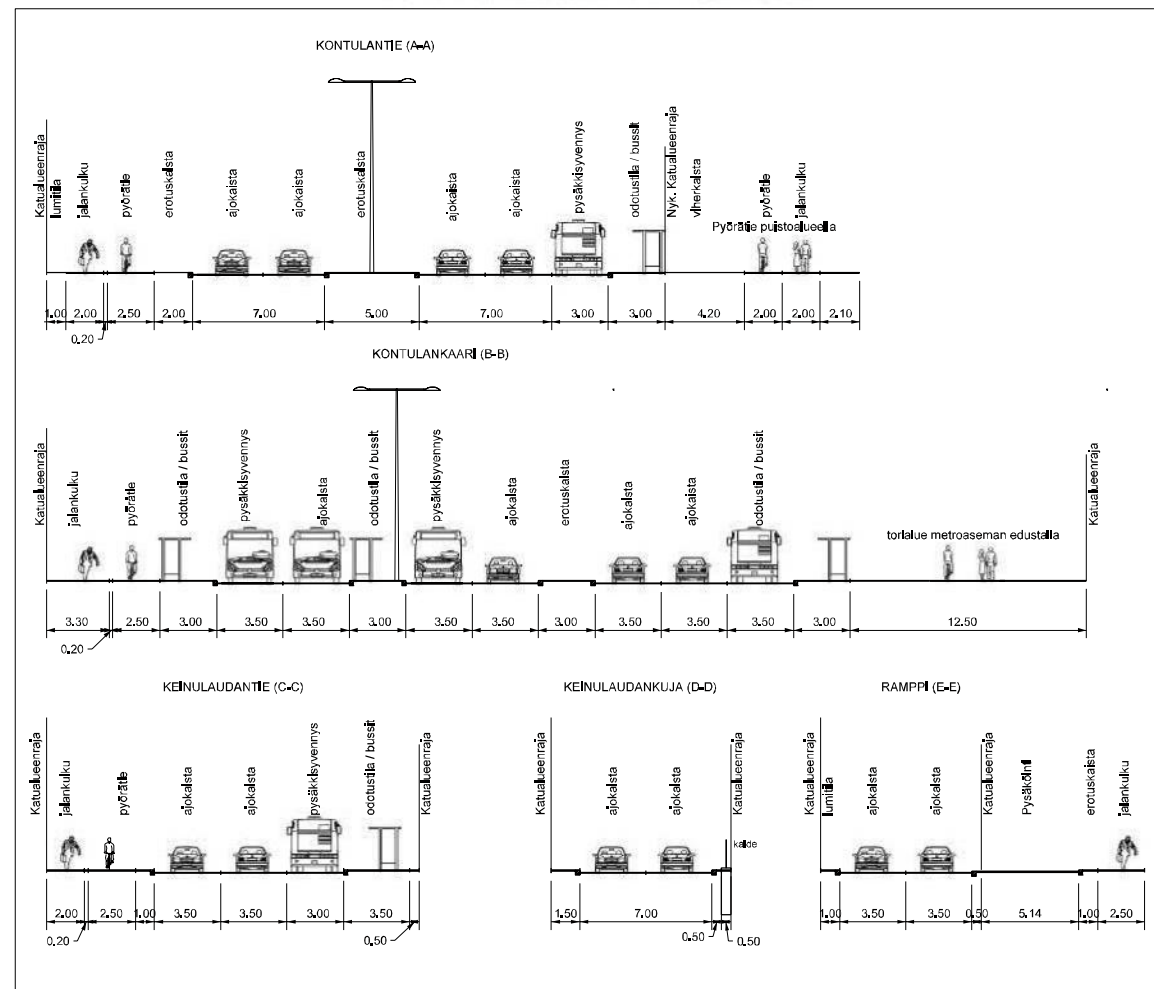 KONTULANTIE (A-A)
Katualueenraja
lumitila
jalankulku
pyörätie
erotuskaista
ajokaista
ajokaista
erotuskaista
ajokaista
ajokaista
pysäkkisyvennys
odotustila / bussit
Nyk. Katualueenraja
viherkaista
pyörätie
jalankulku
Pyörätie puistoalueella
1.00 2.00 2.50 2.00 7.00 5.00 7.00 3.00 3.00 4.20 2.00 2.00 2.10
0.20
KONTULANKAARI (B-B)
Katualueenraja
jalankulku
pyörätie
odotustila / bussit
pysäkkisyvennys
ajokaista
odotustila / bussit
pysäkkisyvennys
ajokaista
erotuskaista
ajokaista
ajokaista
odotustila / bussit
torialue metroaseman edustalla
Katualueenraja
3.30 2.50 3.00 3.50 3.50 3.00 3.50 3.50 3.00 3.50 3.50 3.50 3.00 12.50
0.20
KEINULAUDANTIE (C-C)
Katualueenraja
jalankulku
pyörätie
ajokaista
ajokaista
pysäkkisyvennys
odotustila / bussit
Katualueenraja
2.00 2.50 1.00 3.50 3.50 3.00 3.50
0.20
0.50
KEINULAUDANKUJA (D-D)
Katualueenraja
ajokaista
ajokaista
Katualueenraja
kaide
1.50 7.00
0.50 0.50
RAMPPI (E-E)
Katualueenraja
lumitila
ajokaista
ajokaista
Katualueenraja
Pysäköinti
erotuskaista
jalankulku
1.00 3.50 3.50 0.50 5.14 1.00 2.50